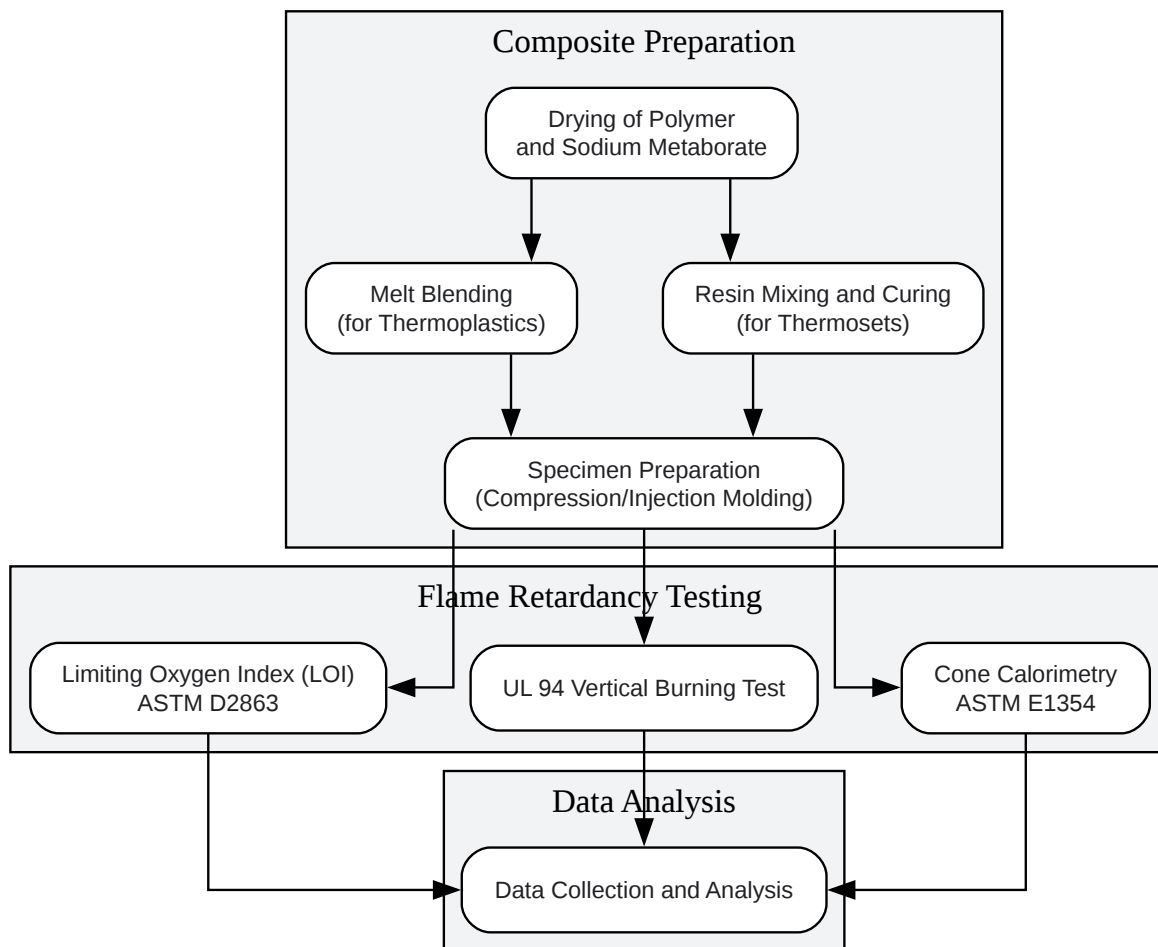 Composite Preparation
Drying of Polymer
and Sodium Metaborate
Melt Blending
(for Thermoplastics)
Resin Mixing and Curing
(for Thermosets)
Specimen Preparation
(Compression/Injection Molding)
Flame Retardancy Testing
Limiting Oxygen Index (LOI)
ASTM D2863
UL 94 Vertical Burning Test
Cone Calorimetry
ASTM E1354
Data Analysis
Data Collection and Analysis